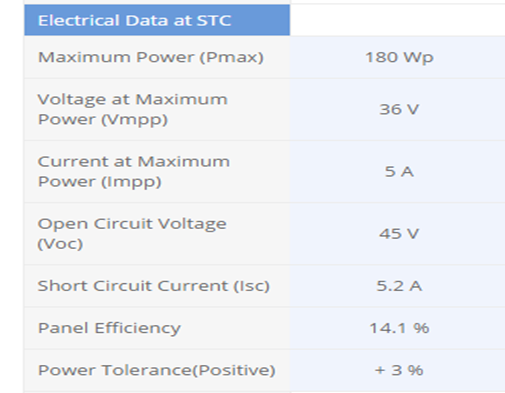 Electrical Data at STC
Maximum Power (Pmax) 180 Wp
Voltage at Maximum
Power (Vmpp) 36 V
Current at Maximum
Power (Impp) 5 A
Open Circuit Voltage
(Voc) 45 V
Short Circuit Current (Isc) 5.2 A
Panel Efficiency 14.1 %
Power Tolerance(Positive) + 3 %